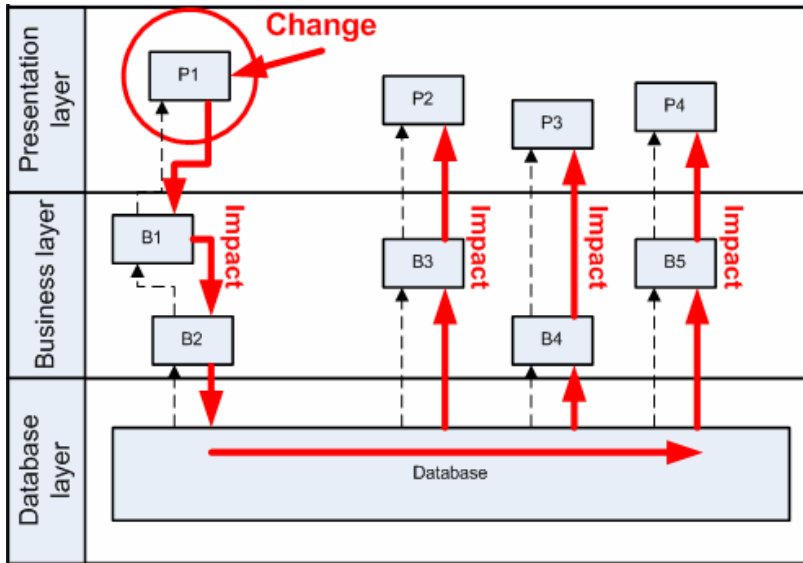 Presentation
layer
Change
P1
P2
P3
P4
Business layer
B1
Impact
B2
B3
Impact
B4
Impact
B5
Impact
Database
layer
Database